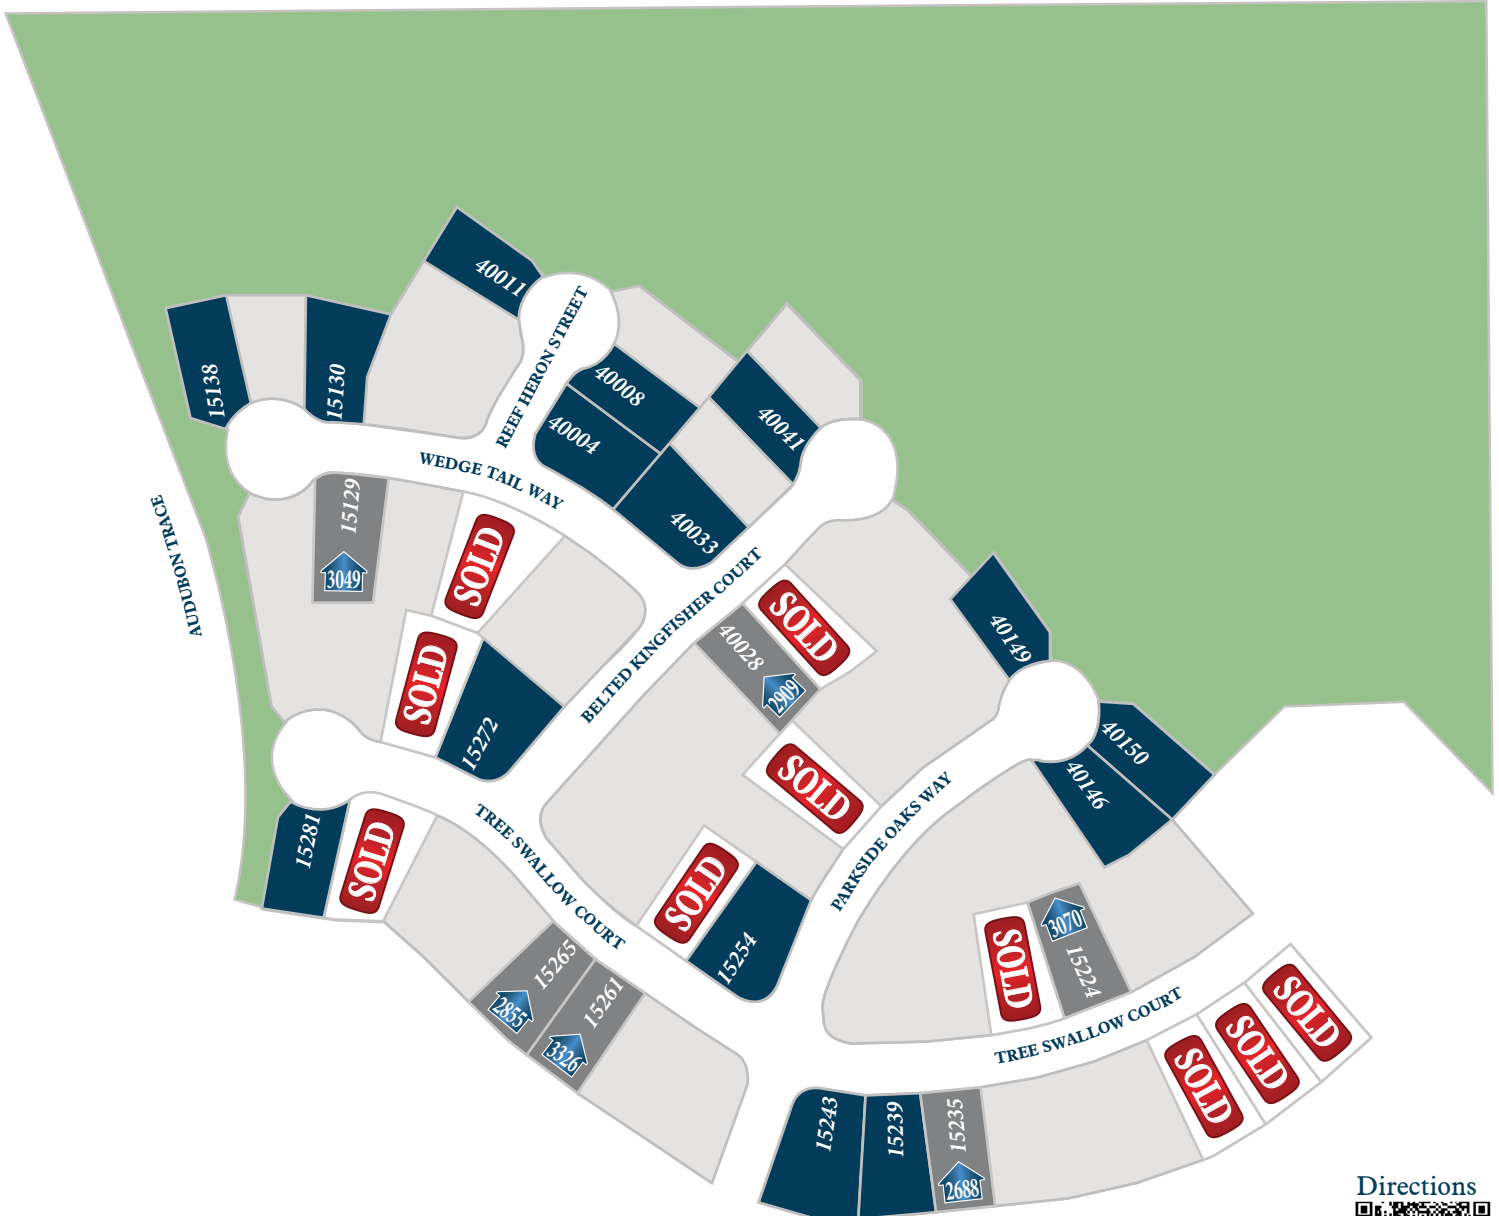 40011
REEF HERON STREET
15138
15130
40008
40004
40041
40033
WEDGE TAIL WAY
AUDUBON TRACE
15129
3049
SOLD
SOLD
15272
BELTED KINGFISHER COURT
SOLD
40028
2909
SOLD
40149
40150
40146
PARKSIDE OAKS WAY
15281
SOLD
TREE SWALLOW COURT
SOLD
15254
15265
2855
15261
3326
SOLD
3070
15224
TREE SWALLOW COURT
SOLD
SOLD
SOLD
15243
15239
15235
2688
Directions